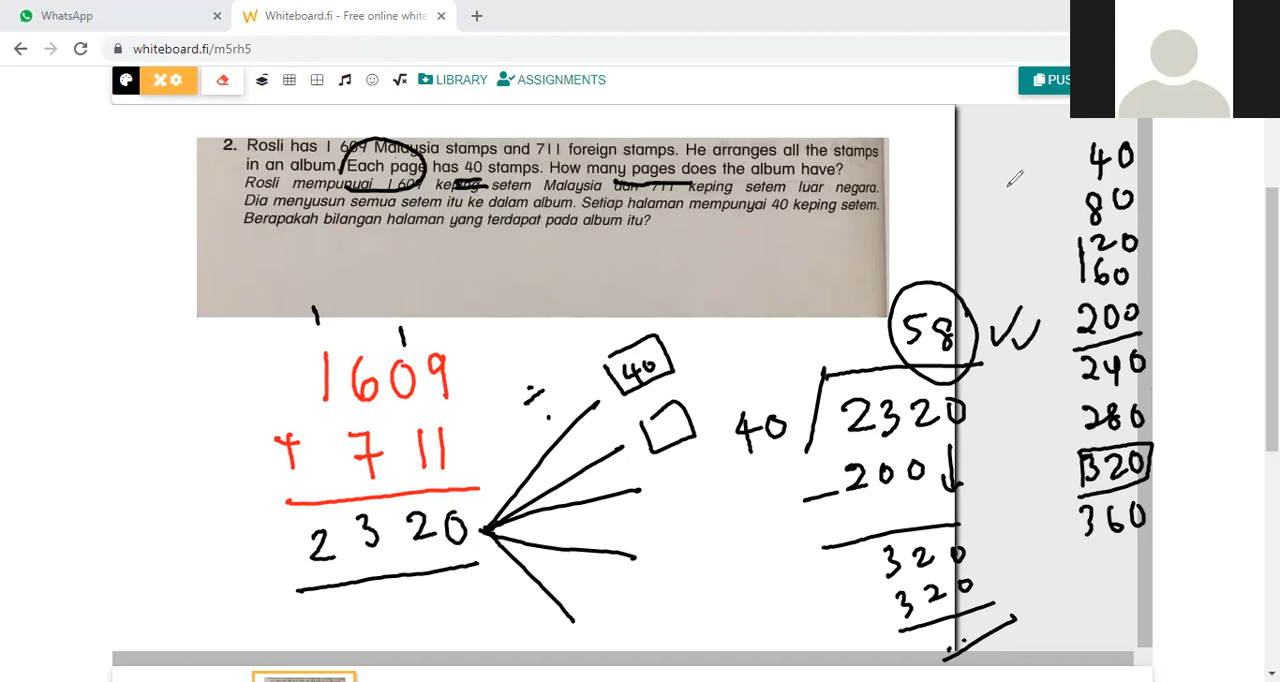 WhatsApp
Whiteboard.fi - Free online white
whiteboard.fi/m5rh5
LIBRARY
ASSIGNMENTS
PUS
2. Rosli has 1 609 Malaysia stamps and 711 foreign stamps. He arranges all the stamps
in an album. Each page has 40 stamps. How many pages does the album have?
Rosli mempunyai 1 609 keping setem Malaysia dan 711 keping setem luar negara.
Dia menyusun semua setem itu ke dalam album. Setiap halaman mempunyai 40 keping setem.
Berapakah bilangan halaman yang terdapat pada album itu?
1 1
1609
+ 711
2320
÷
40
58
40 2320
- 200
320
320
40
80
120
160
200
240
280
320
360